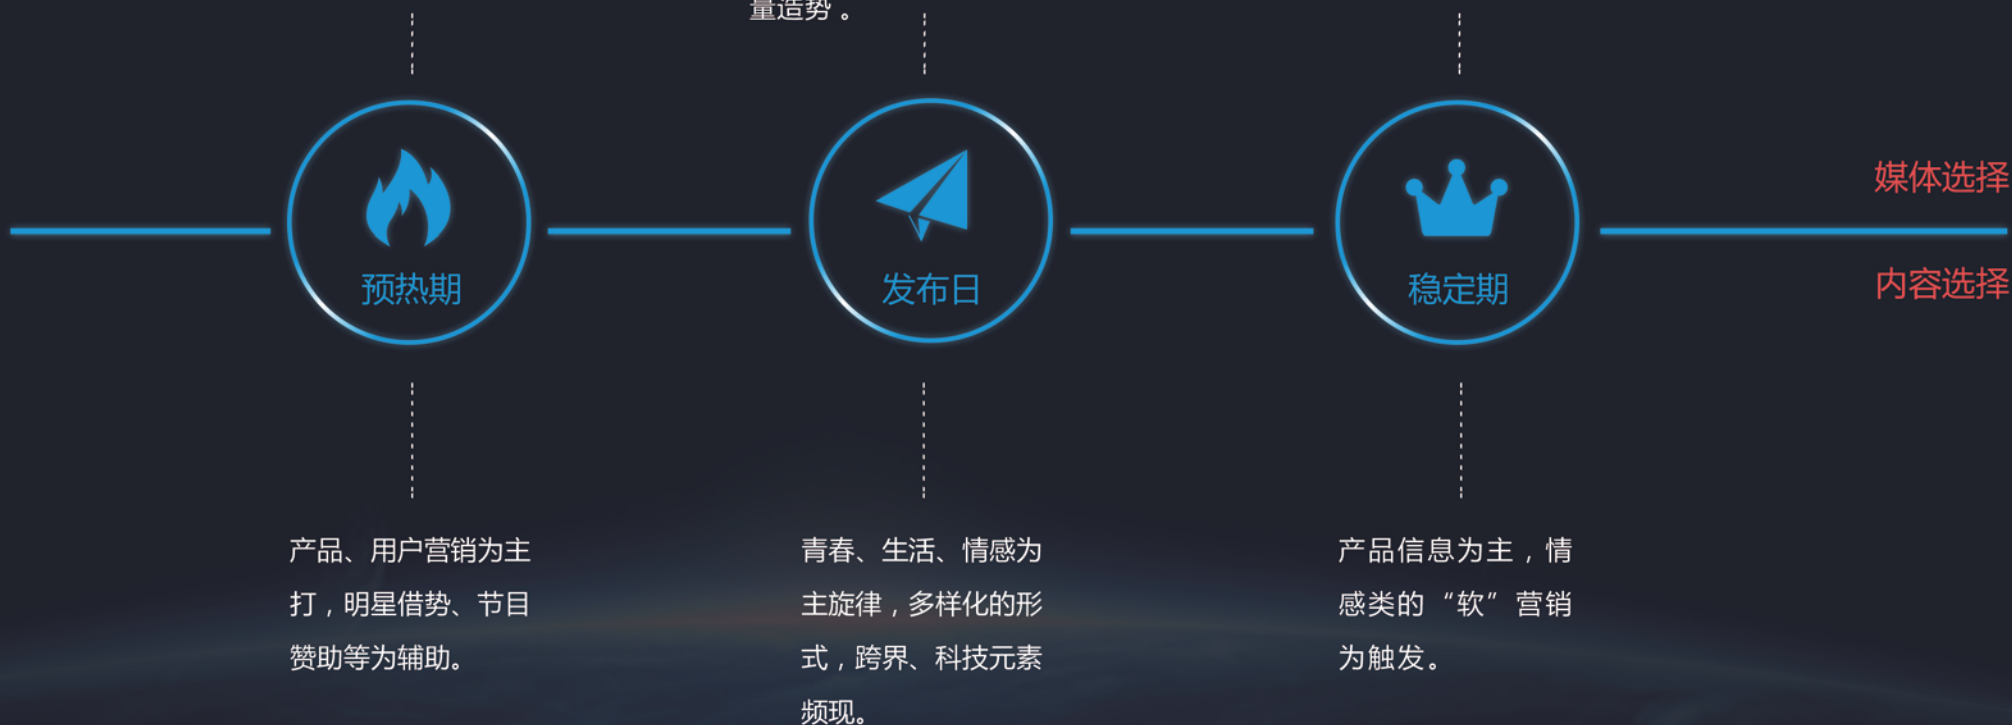 量造势。
媒体选择
预热期
发布日
稳定期
内容选择
产品、用户营销为主
打，明星借势、节目
赞助等为辅助。
青春、生活、情感为
主旋律，多样化的形
式，跨界、科技元素
频现。
产品信息为主，情
感类的“软”营销
为触发。